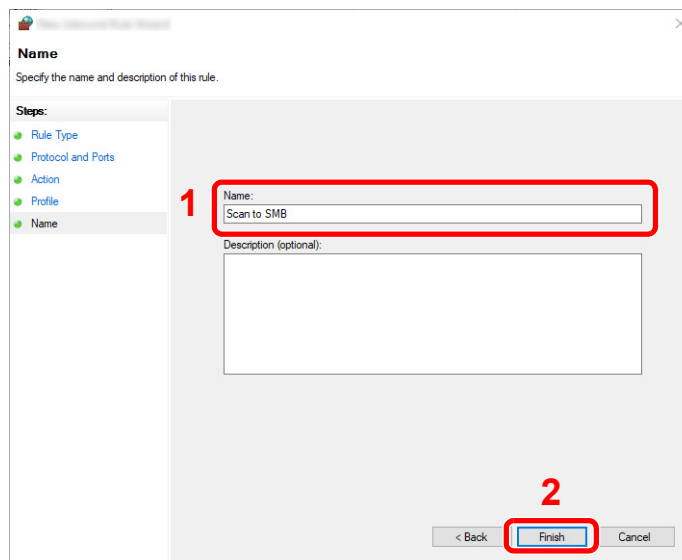 Name
Specify the name and description of this rule.
Steps:
Rule Type
Protocol and Ports
Action
Profile
Name
1
Name:
Scan to SMB
Description (optional):
2
< Back
Finish
Cancel